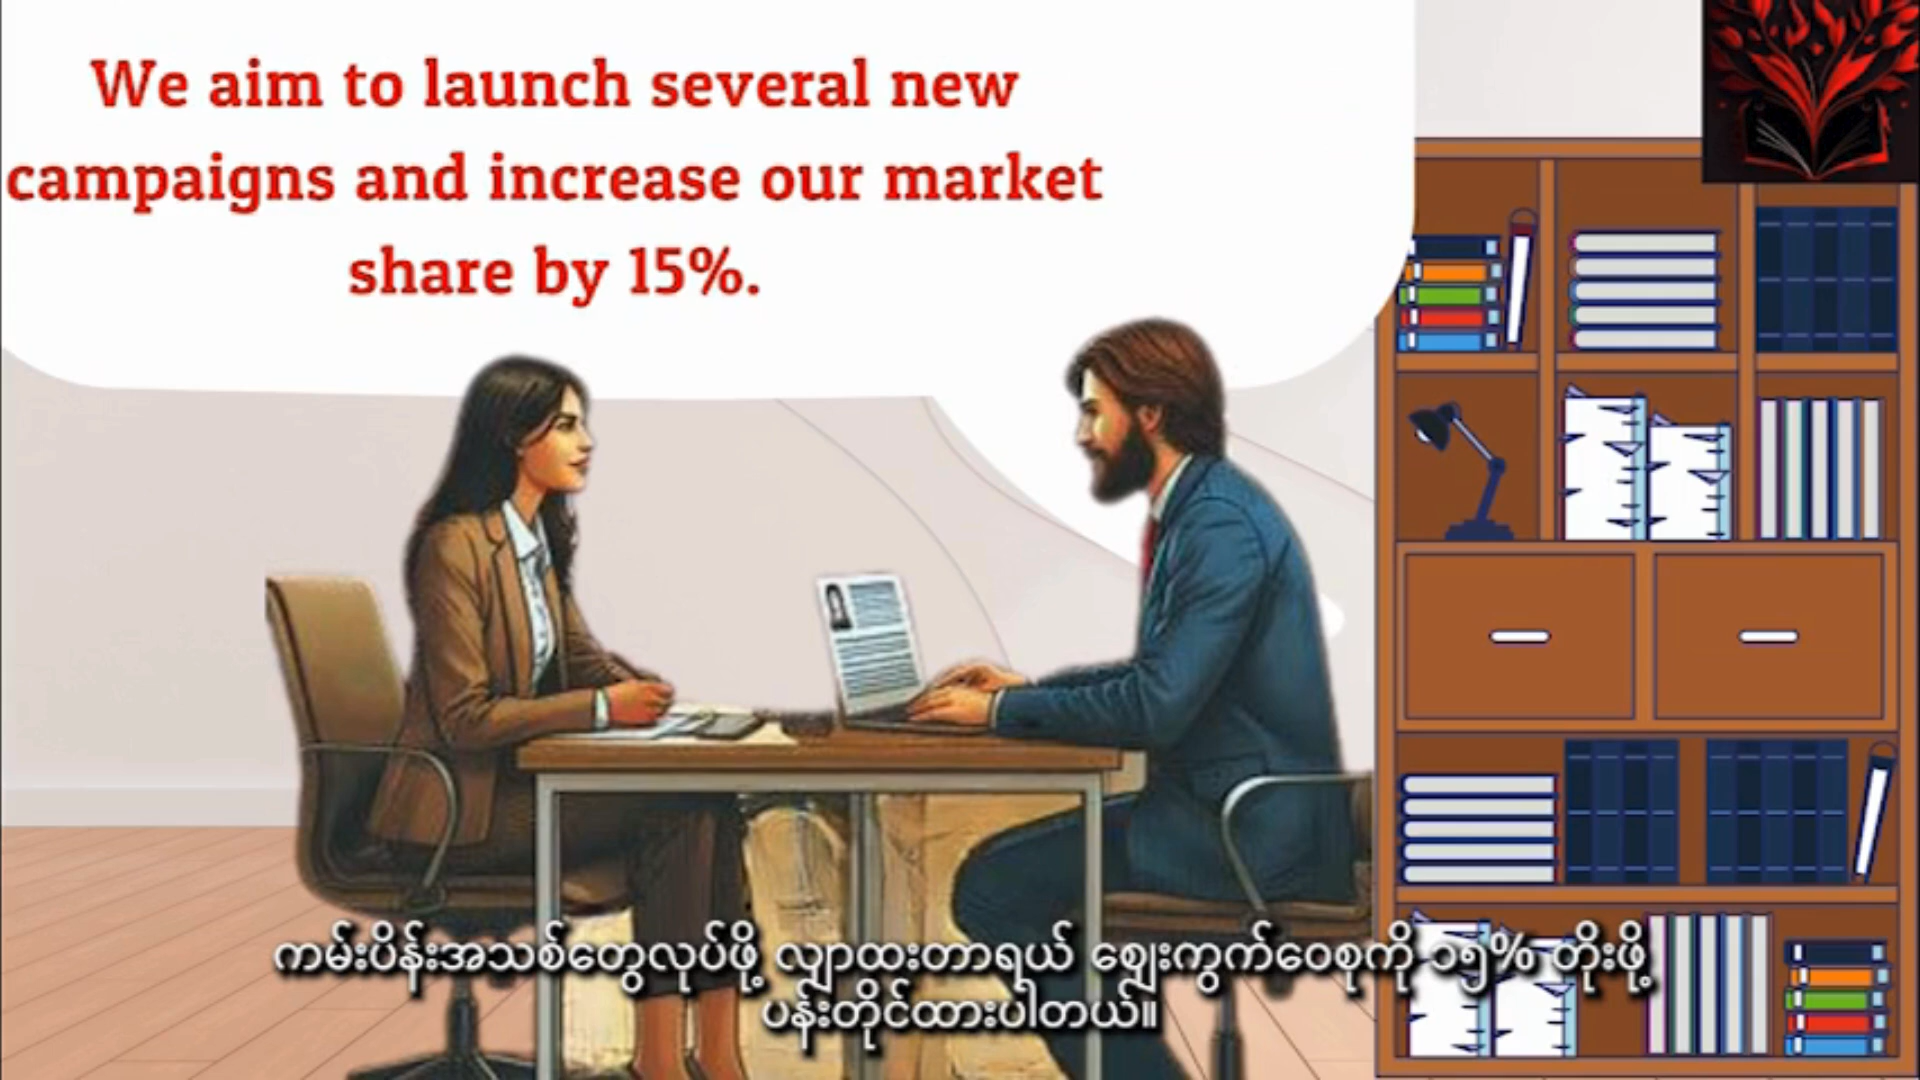 We aim to launch several new
campaigns and increase our market
share by 15%.
ကမ်းပိန်းအသစ်တွေလုပ်ဖို့ လျာထးတာရယ် ဈေးကွက်ဝေစုကို ၁၅% တိုးဖို့
ပန်းတိုင်ထားပါတယ်။